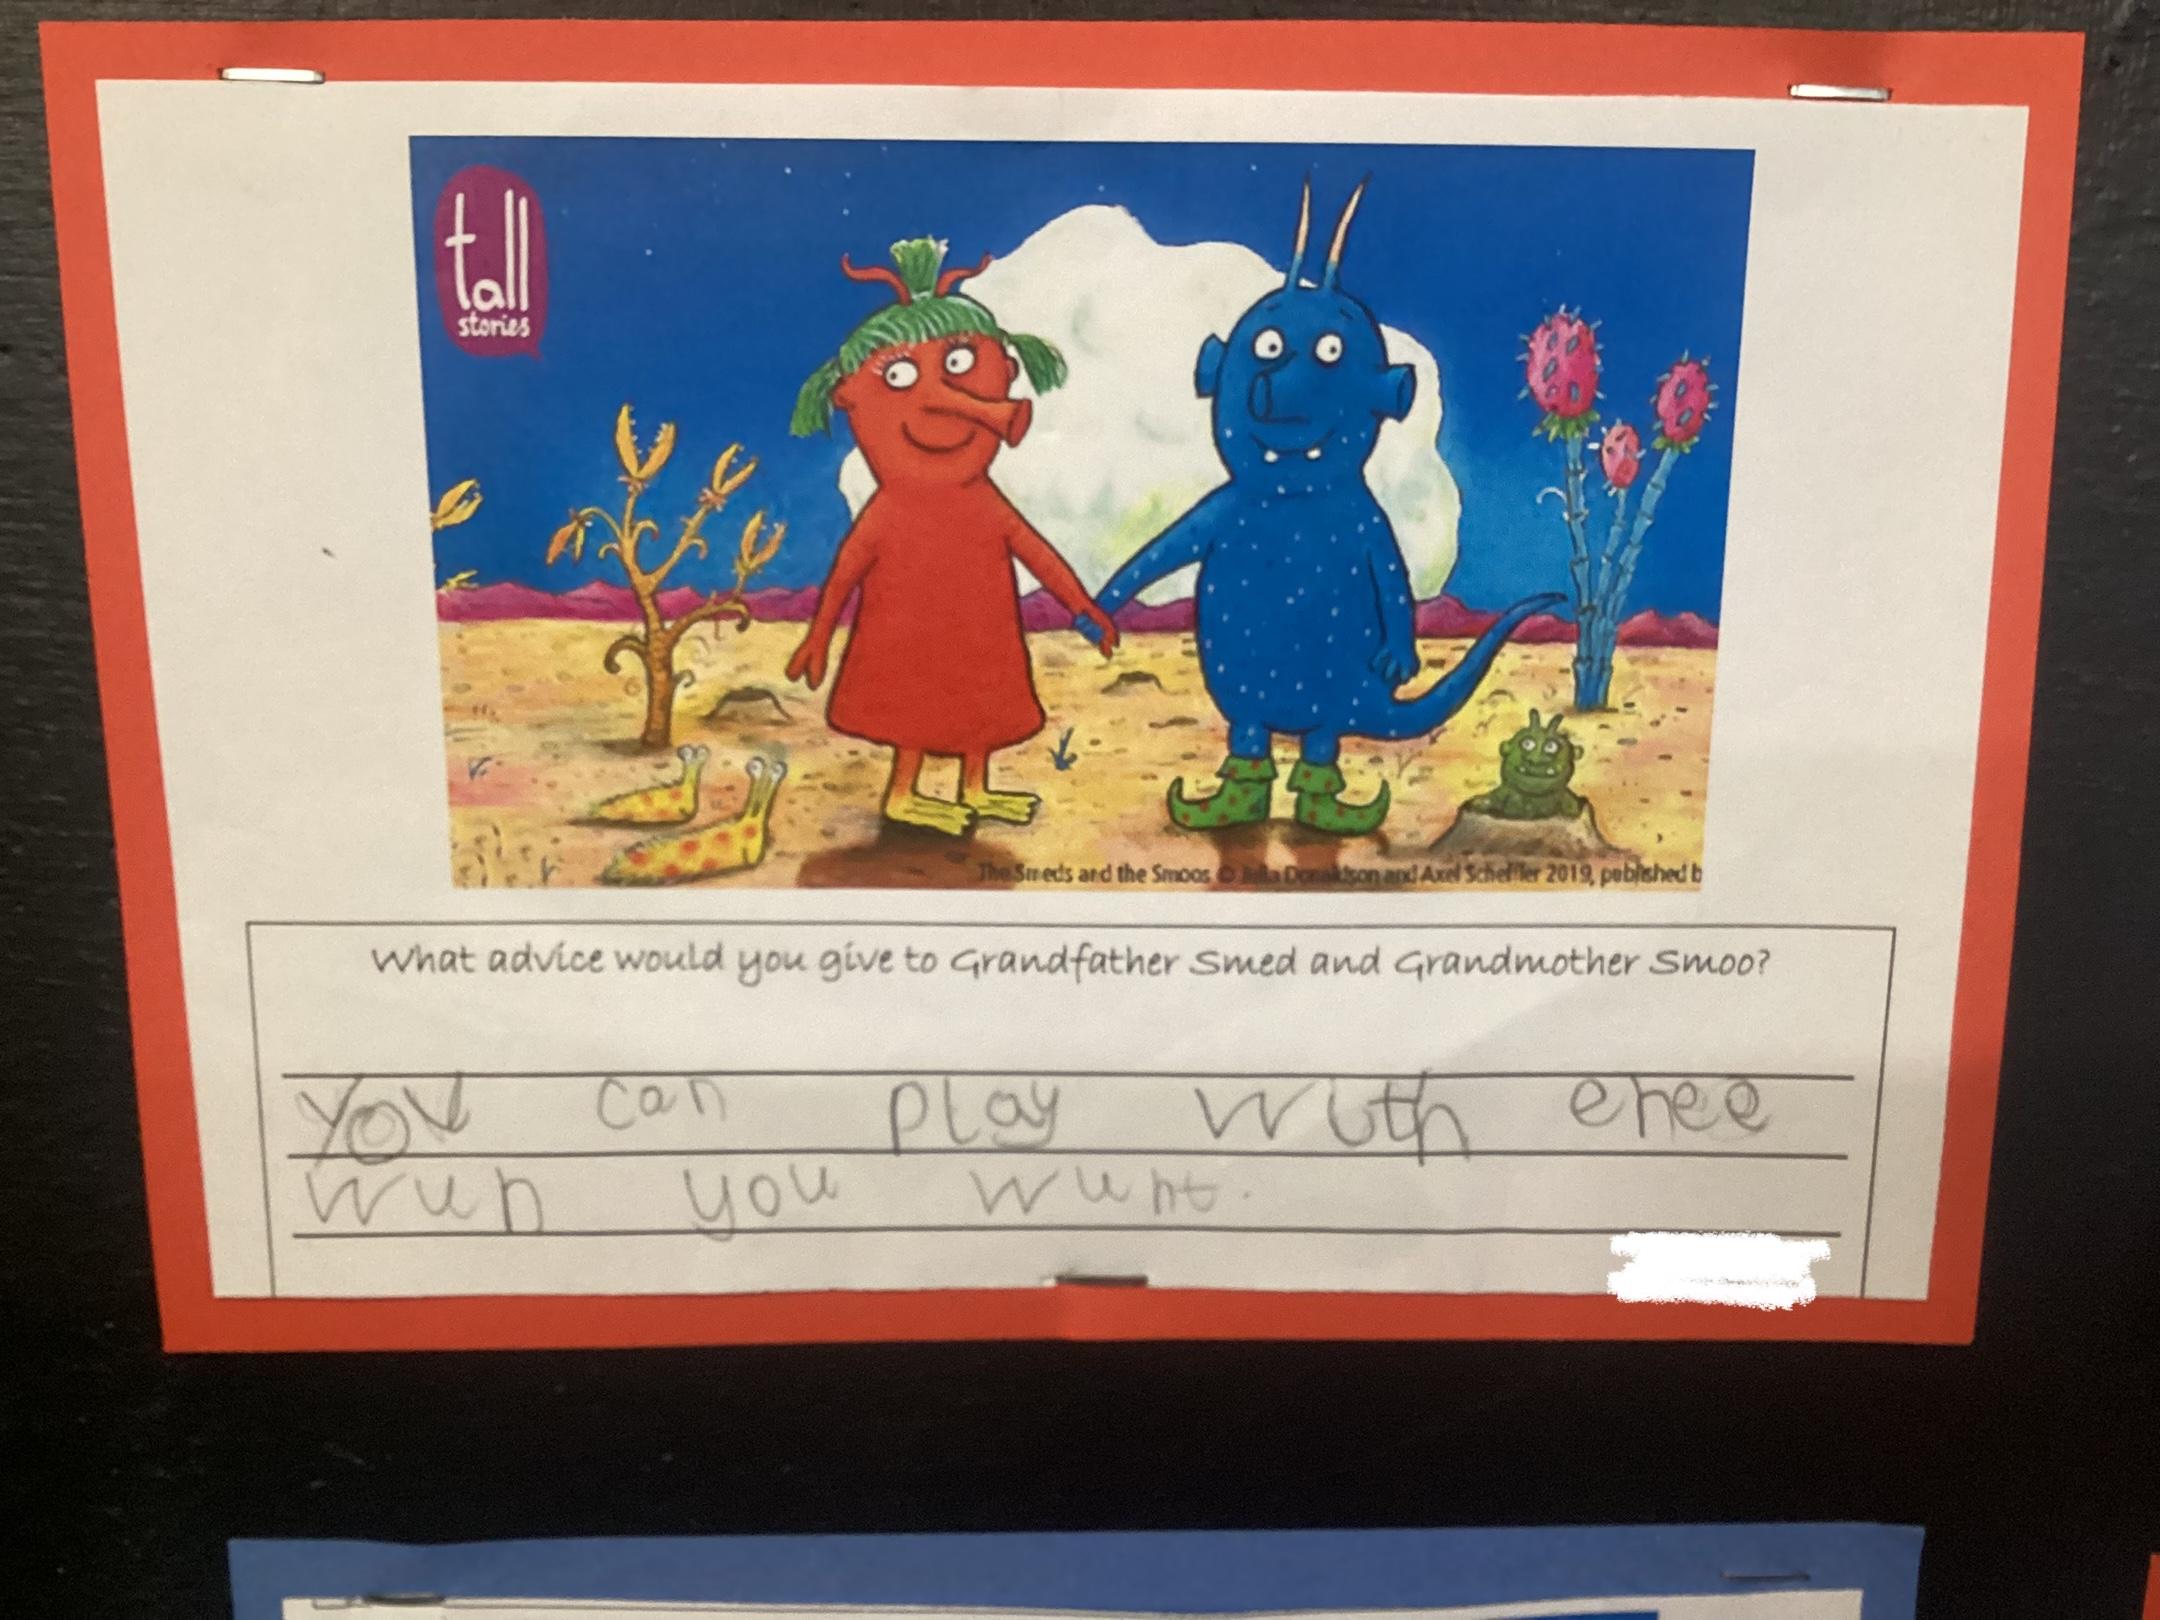 tall
stories
The Smeds and the Smoos © Julia Donaldson and Axel Scheffler 2019, published b
What advice would you give to Grandfather Smed and Grandmother Smoo?
You can play with enee
wun you wunt.